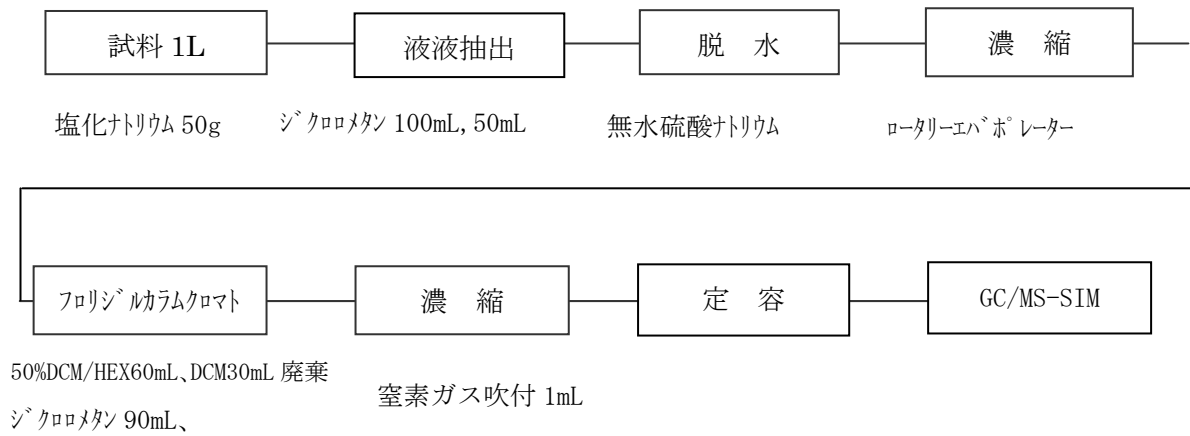 試料 1L
液液抽出
脱　水
濃　縮
塩化ﾅﾄﾘｳﾑ 50g
ｼﾞｸﾛﾛﾒﾀﾝ 100mL, 50mL
無水硫酸ﾅﾄﾘｳﾑ
ﾛｰﾀﾘｰｴﾊﾞﾎﾟﾚｰﾀｰ
ﾌﾛﾘｼﾞﾙｶﾗﾑｸﾛﾏﾄ
濃　縮
定　容
GC/MS-SIM
50%DCM/HEX60mL、DCM30mL 廃棄
ｼﾞｸﾛﾛﾒﾀﾝ 90mL、
窒素ガス吹付 1mL